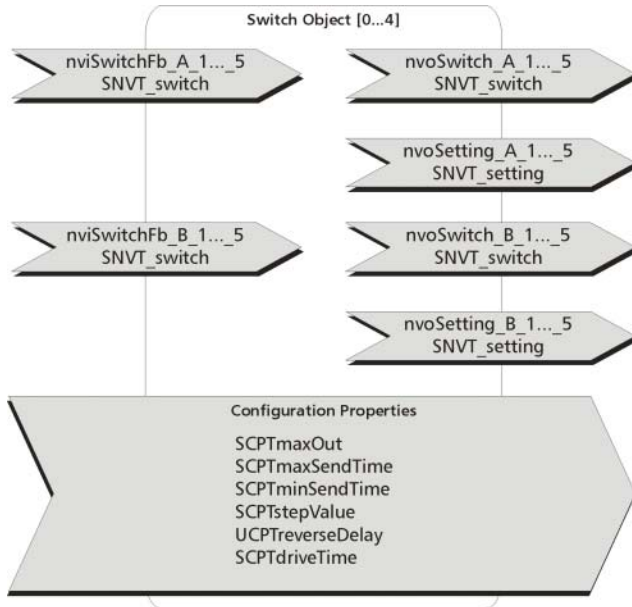 Switch Object [0...4]
nviSwitchFb_A_1..._5
SNVT_switch
nvoSwitch_A_1..._5
SNVT_switch
nvoSetting_A_1..._5
SNVT_setting
nviSwitchFb_B_1..._5
SNVT_switch
nvoSwitch_B_1..._5
SNVT_switch
nvoSetting_B_1..._5
SNVT_setting
Configuration Properties
SCPTmaxOut
SCPTmaxSendTime
SCPTminSendTime
SCPTstepValue
UCPTreverseDelay
SCPTdriveTime